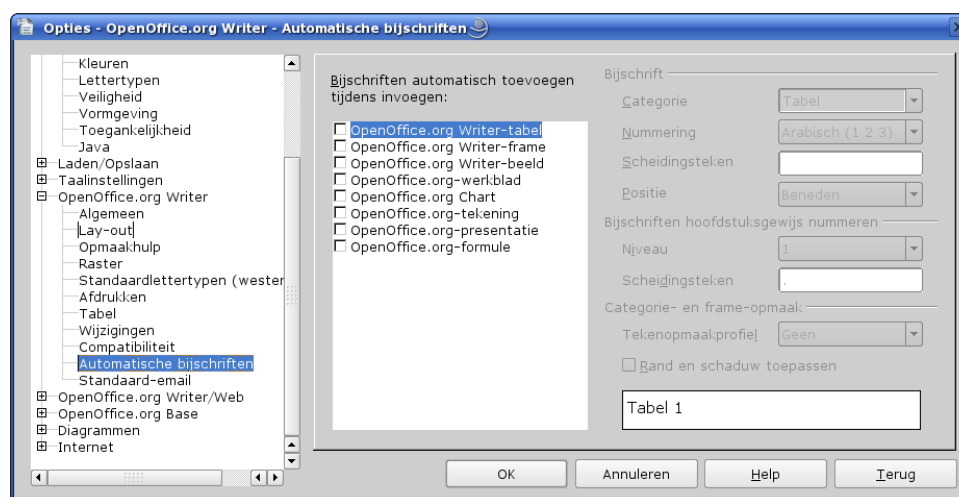 Opties - OpenOffice.org Writer - Automatische bijschriften
Kleuren
Lettertypen
Veiligheid
Vormgeving
Toegankelijkheid
Java
Laden/Opslaan
Taalinstellingen
OpenOffice.org Writer
Algemeen
Lay-out
Opmaakhulp
Raster
Standaardlettertypen (wester
Afdrukken
Tabel
Wijzigingen
Compatibiliteit
Automatische bijschriften
Standaard-email
OpenOffice.org Writer/Web
OpenOffice.org Base
Diagrammen
Internet
Bijschriften automatisch toevoegen
tijdens invoegen:
OpenOffice.org Writer-tabel
OpenOffice.org Writer-frame
OpenOffice.org Writer-beeld
OpenOffice.org-werkblad
OpenOffice.org Chart
OpenOffice.org-tekening
OpenOffice.org-presentatie
OpenOffice.org-formule
Bijschrift
Categorie Tabel
Nummering Arabisch (1 2 3)
Scheidingsteken
Positie Beneden
Bijschriften hoofdstuksgewijs nummeren
Niveau 1
Scheidingsteken .
Categorie- en frame-opmaak
Tekenopmaakprofiel Geen
Rand en schaduw toepassen
Tabel 1
OK Annuleren Help Terug